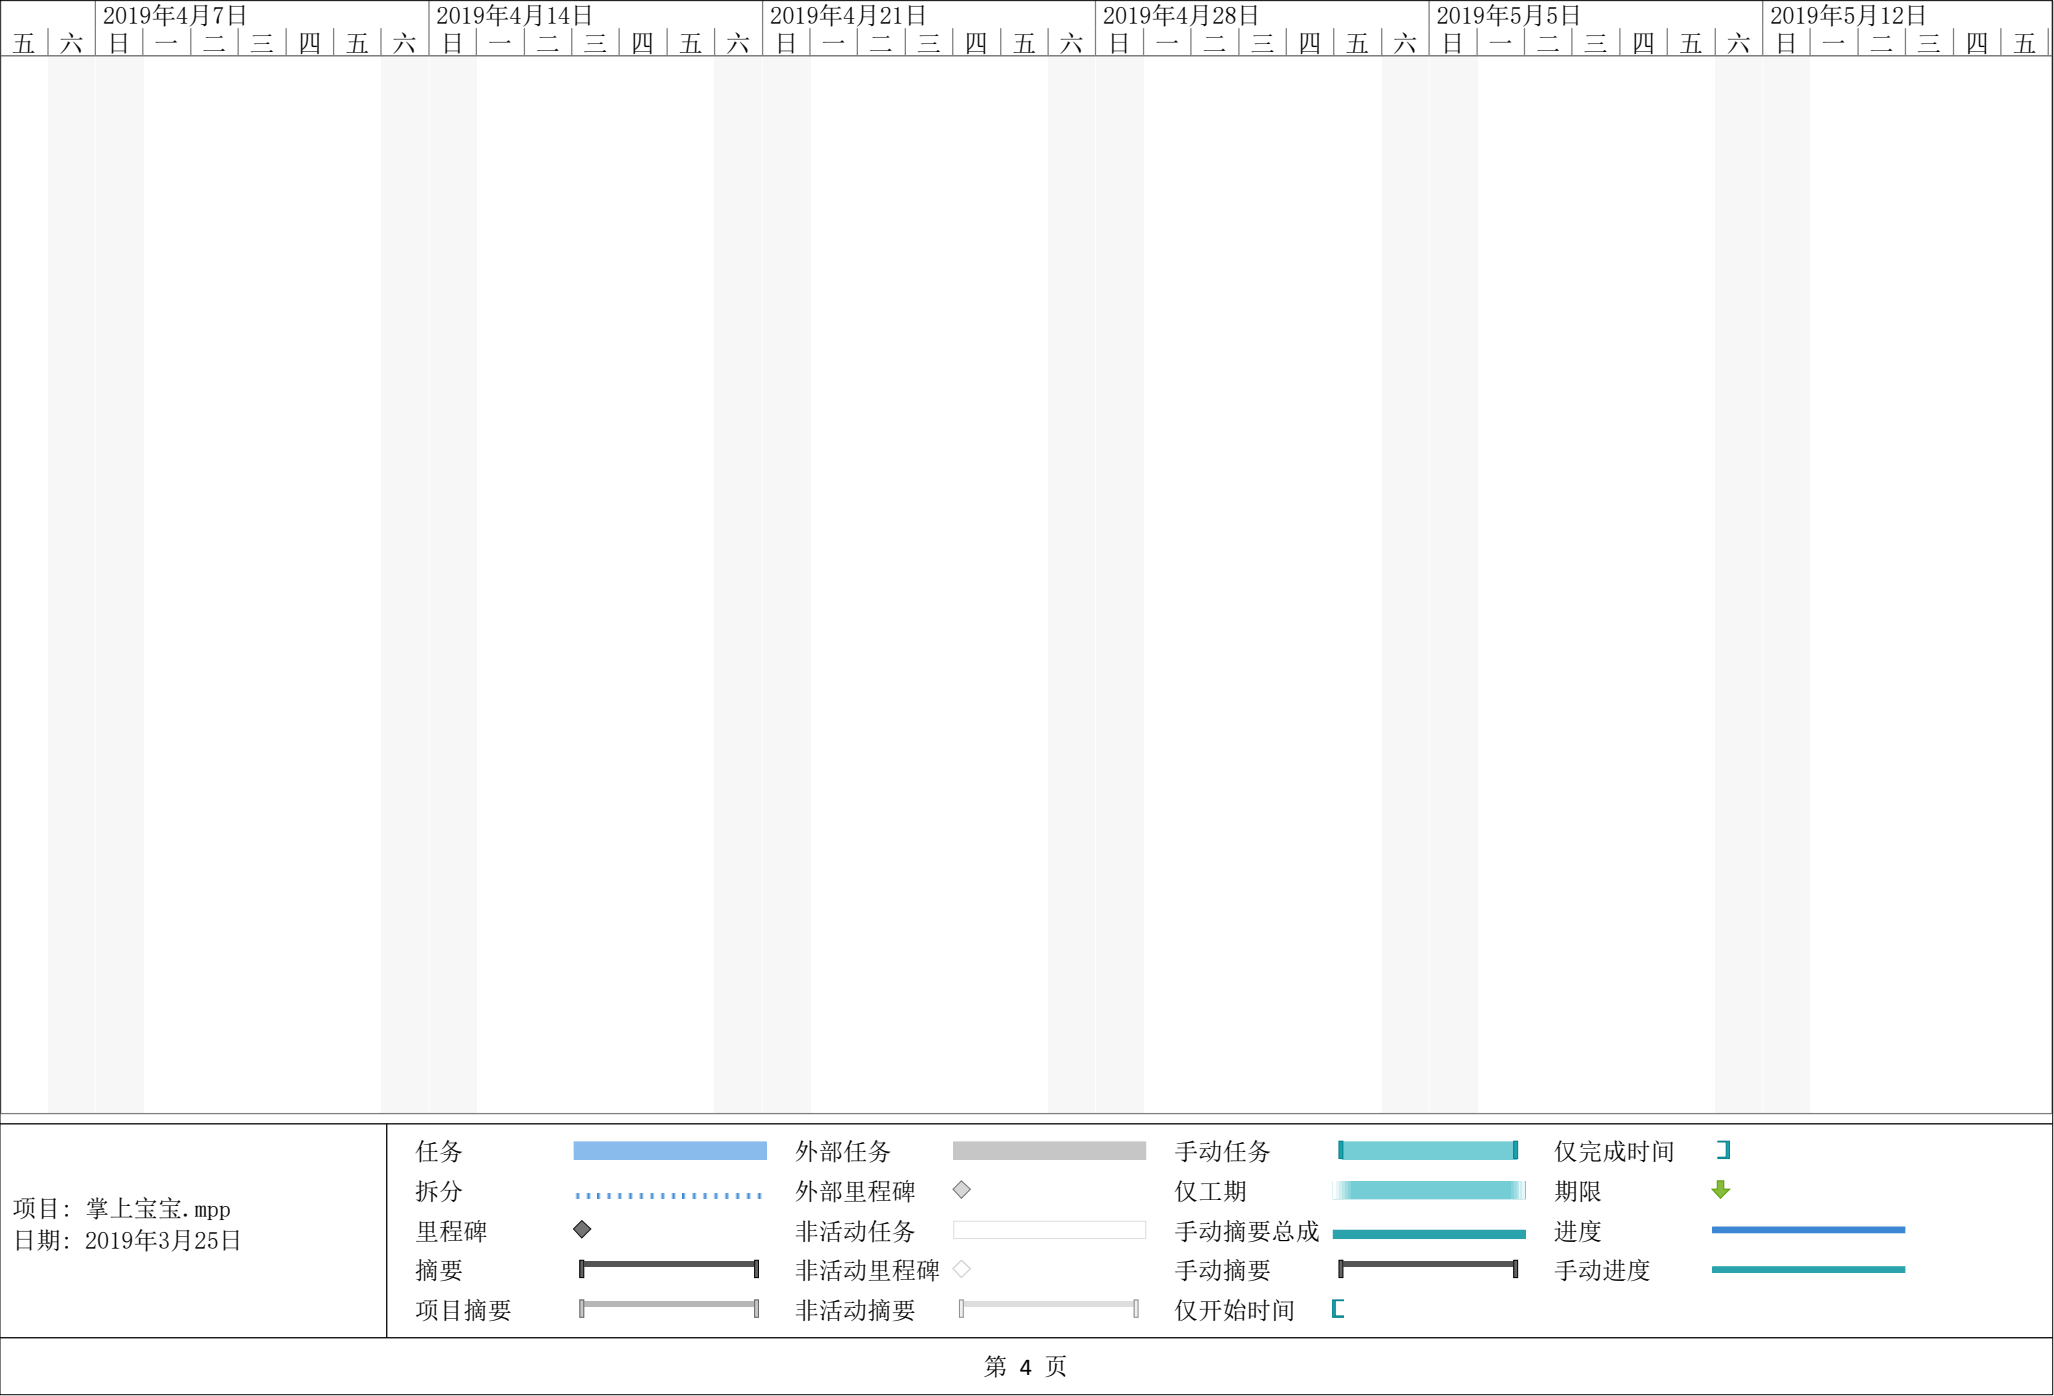 2019年4月7日 2019年4月14日 2019年4月21日 2019年4月28日 2019年5月5日 2019年5月12日
五 六 日 一 二 三 四 五 六 日 一 二 三 四 五 六 日 一 二 三 四 五 六 日 一 二 三 四 五 六 日 一 二 三 四 五 六 日 一 二 三 四 五
项目: 掌上宝宝.mpp
日期: 2019年3月25日
任务 外部任务 手动任务 仅完成时间
拆分 外部里程碑 仅工期 期限
里程碑 非活动任务 手动摘要总成 进度
摘要 非活动里程碑 手动摘要 手动进度
项目摘要 非活动摘要 仅开始时间
第 4 页